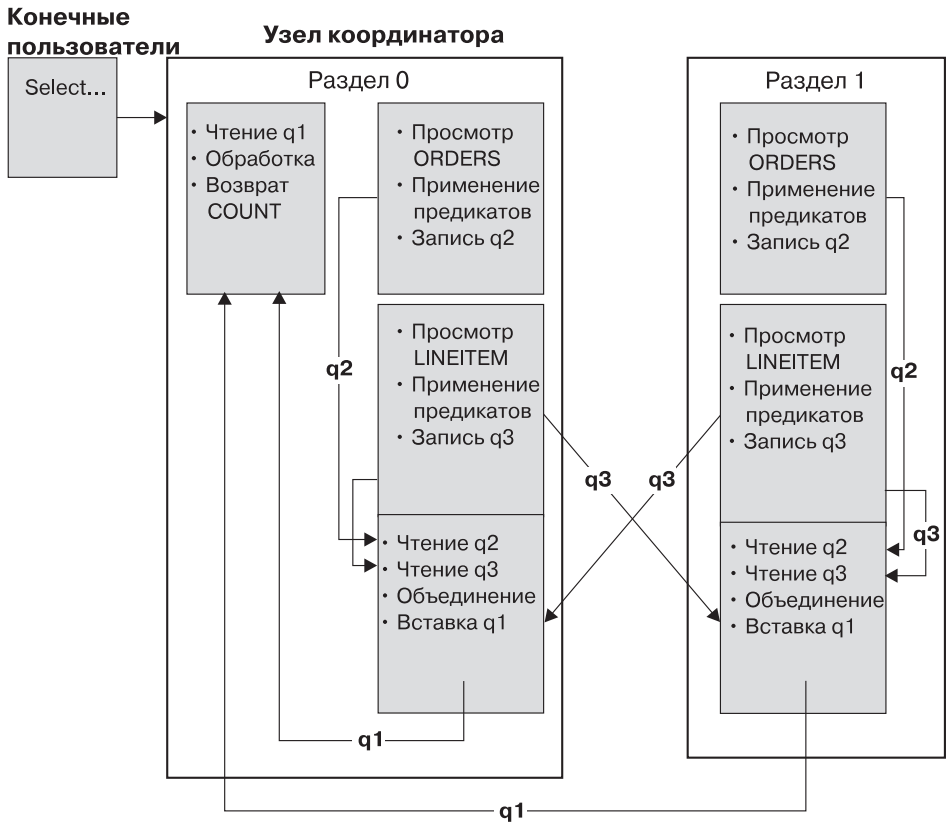 Конечные
пользователи
Узел координатора
Select...
Раздел 0
Раздел 1
• Чтение q1
• Обработка
• Возврат
COUNT
• Просмотр
ORDERS
• Применение
предикатов
• Запись q2
• Просмотр
ORDERS
• Применение
предикатов
• Запись q2
• Просмотр
LINEITEM
• Применение
предикатов
• Запись q3
• Просмотр
LINEITEM
• Применение
предикатов
• Запись q3
q2
q2
q3
q3
q3
• Чтение q2
• Чтение q3
• Объединение
• Вставка q1
• Чтение q2
• Чтение q3
• Объединение
• Вставка q1
q1
q1